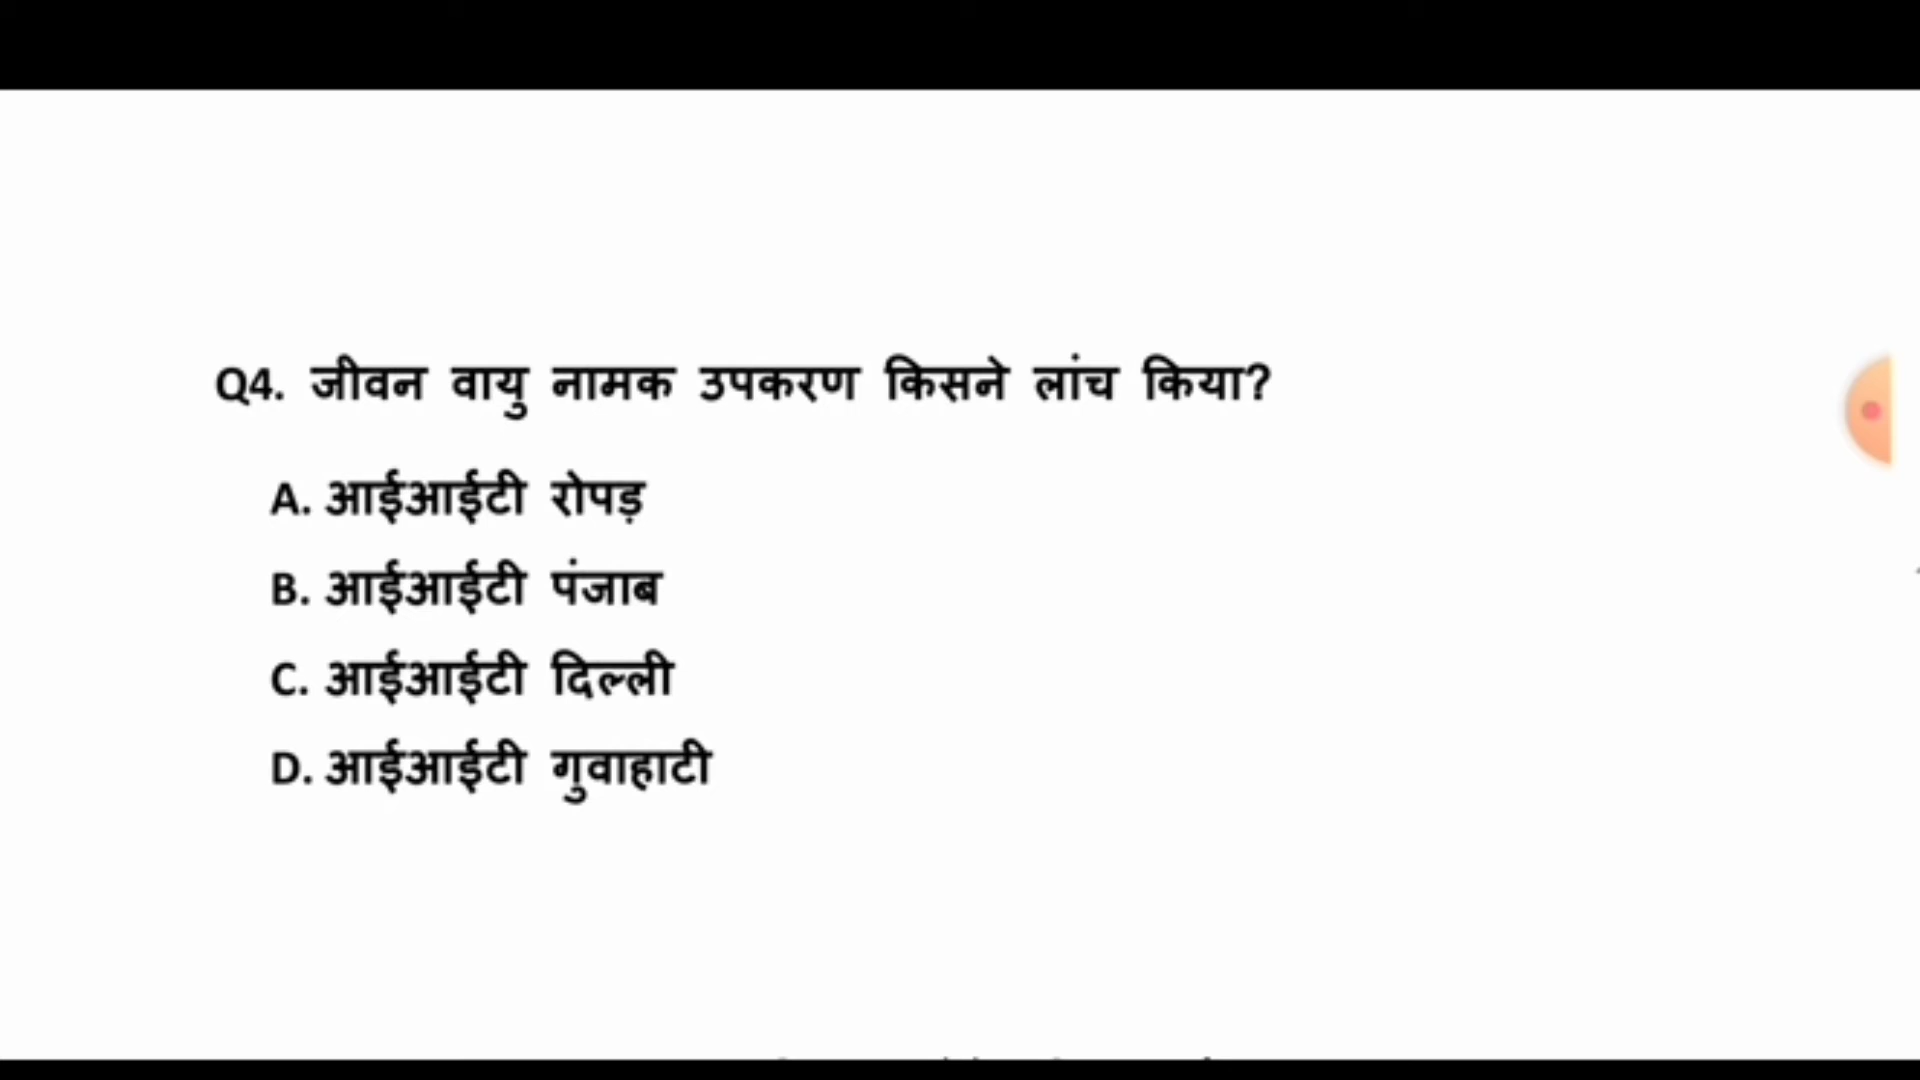 Q4. जीवन वायु नामक उपकरण किसने लांच किया?
A. आईआईटी रोपड़
B. आईआईटी पंजाब
C. आईआईटी दिल्ली
D. आईआईटी गुवाहाटी